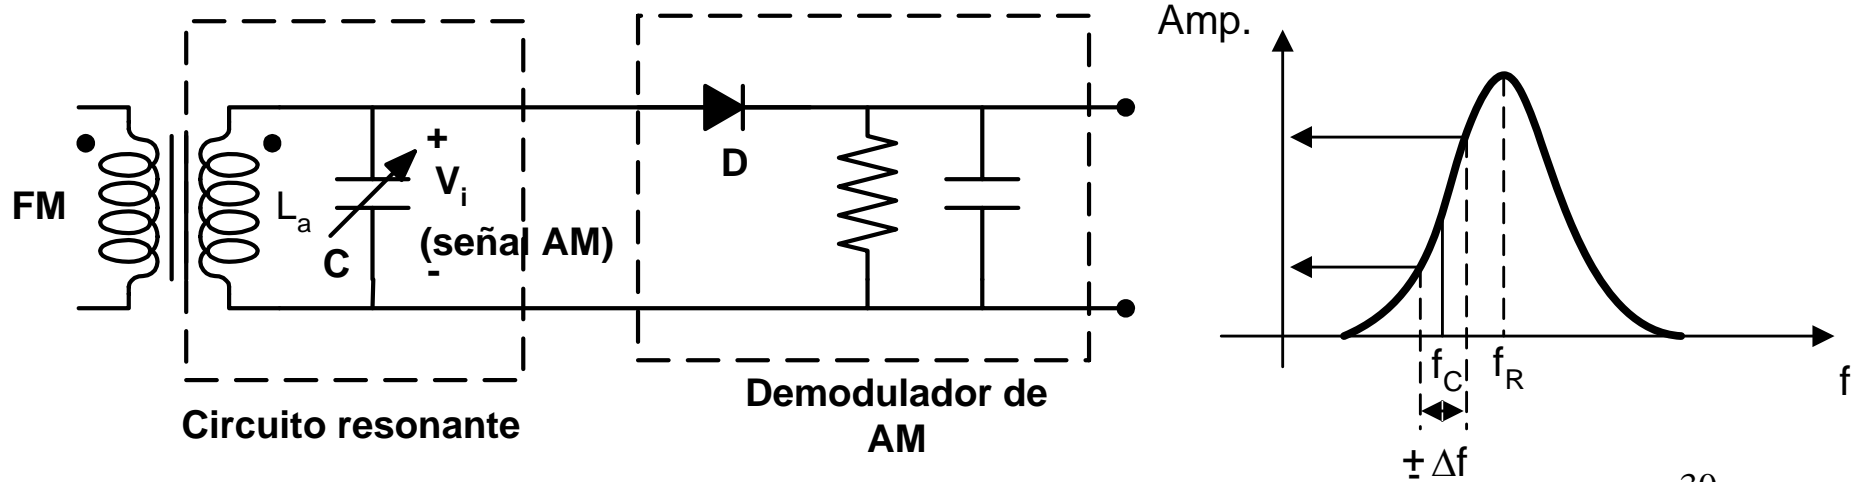 FM
L_a
C
+
V_i
(señal AM)
-
Circuito resonante
D
Demodulador de
AM
Amp.
f_C
f_R
f
± Δf